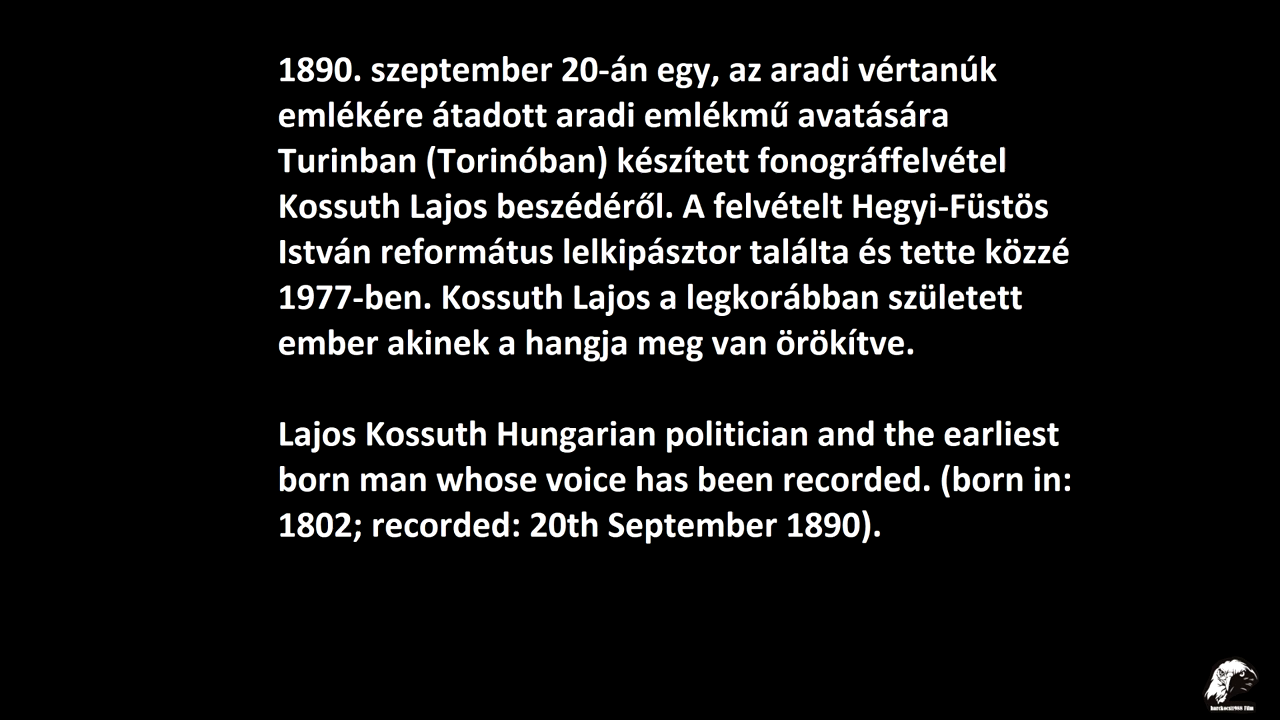 1890. szeptember 20-án egy, az aradi vértanúk
emlékére átadott aradi emlékmű avatására
Turinban (Torinóban) készített fonográffelvétel
Kossuth Lajos beszédéről. A felvételt Hegyi-Füstös
István református lelkipásztor találta és tette közzé
1977-ben. Kossuth Lajos a legkorábban született
ember akinek a hangja meg van örökítve.
Lajos Kossuth Hungarian politician and the earliest
born man whose voice has been recorded. (born in:
1802; recorded: 20th September 1890).